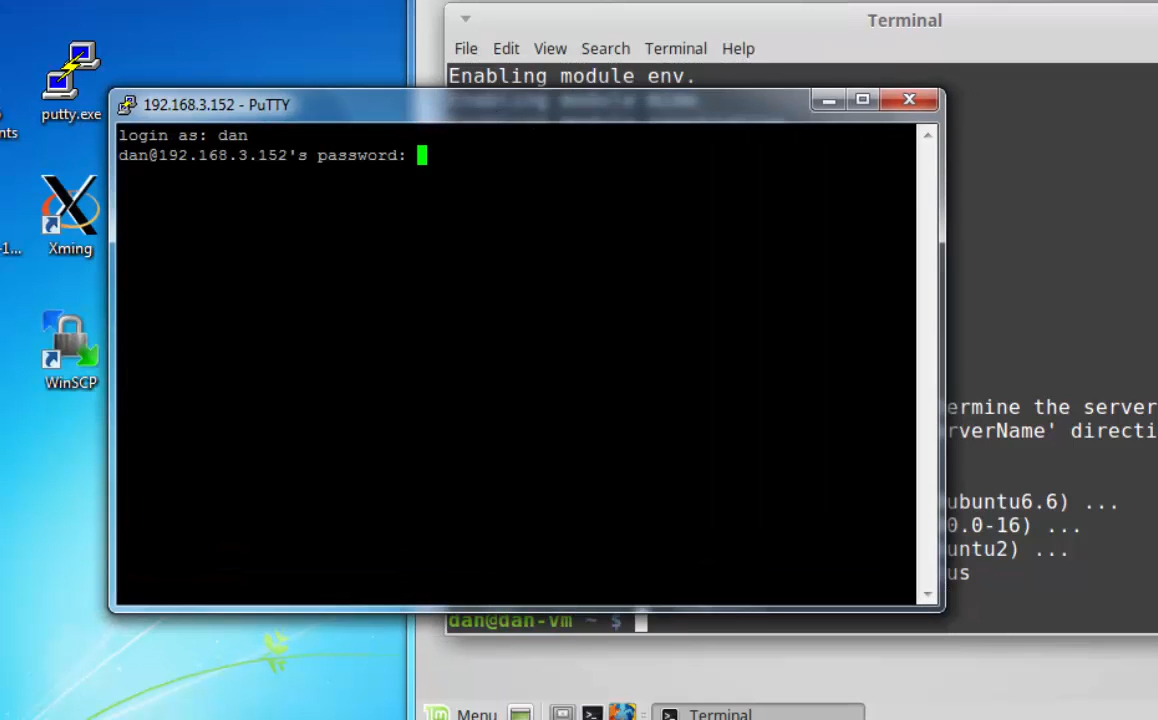 Terminal
File Edit View Search Terminal Help
Enabling module env.
putty.exe
nts
192.168.3.152 - PuTTY
login as: dan
dan@192.168.3.152's password:
-1... Xming
WinSCP
ermine the server
rverName' directi
ubuntu6.6) ...
0.0-16) ...
untu2) ...
us
dan@dan-vm ~ $
Menu Terminal